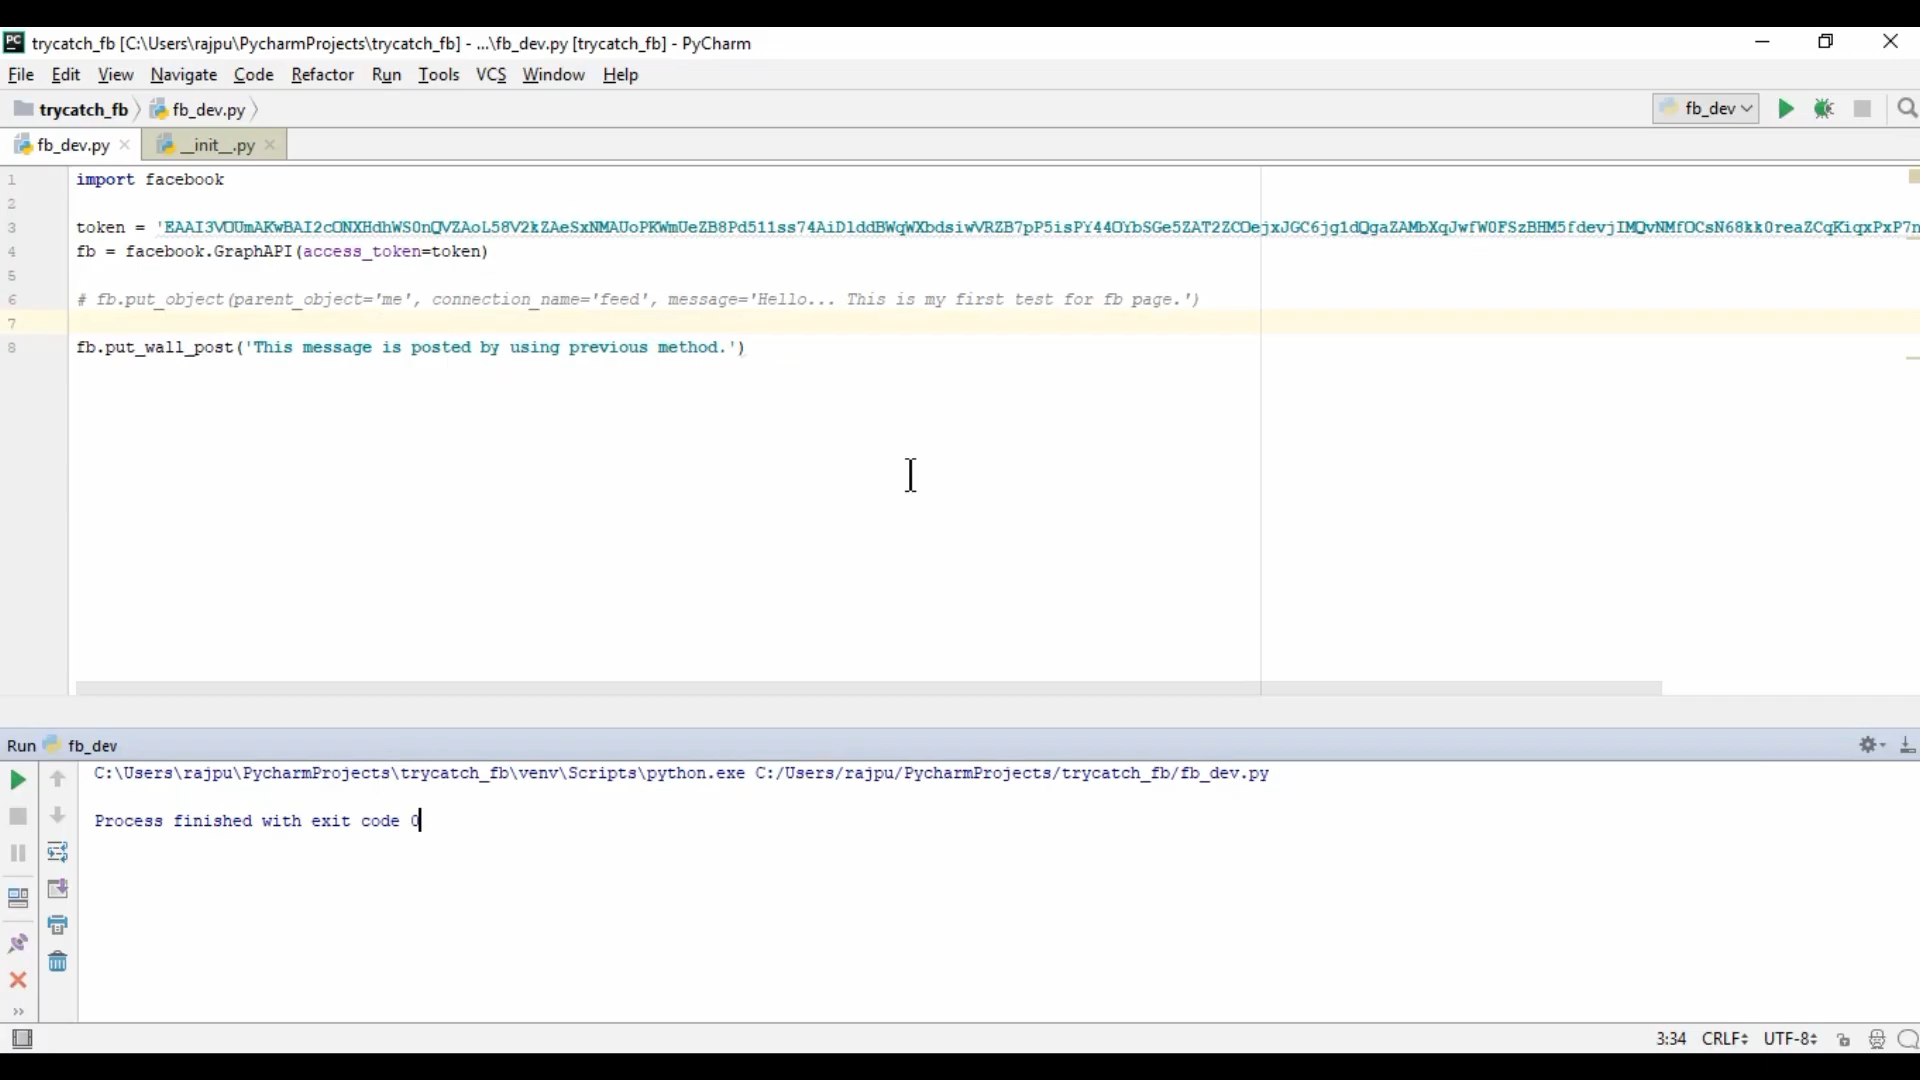 trycatch_fb [C:\Users\rajpu\PycharmProjects\trycatch_fb] - ...\fb_dev.py [trycatch_fb] - PyCharm
File Edit View Navigate Code Refactor Run Tools VCS Window Help
trycatch_fb fb_dev.py fb_dev
fb_dev.py __init__.py
1 import facebook
2
3 token =
4 fb = facebook.GraphAPI(access_token=token)
5
6 # fb.put_object(parent_object='me', connection_name='feed', message='Hello... This is my first test for fb page.')
7
8 fb.put_wall_post('This message is posted by using previous method.')
Run fb_dev
C:\Users\rajpu\PycharmProjects\trycatch_fb\venv\Scripts\python.exe C:/Users/rajpu/PycharmProjects/trycatch_fb/fb_dev.py
Process finished with exit code 0
3:34 CRLF UTF-8